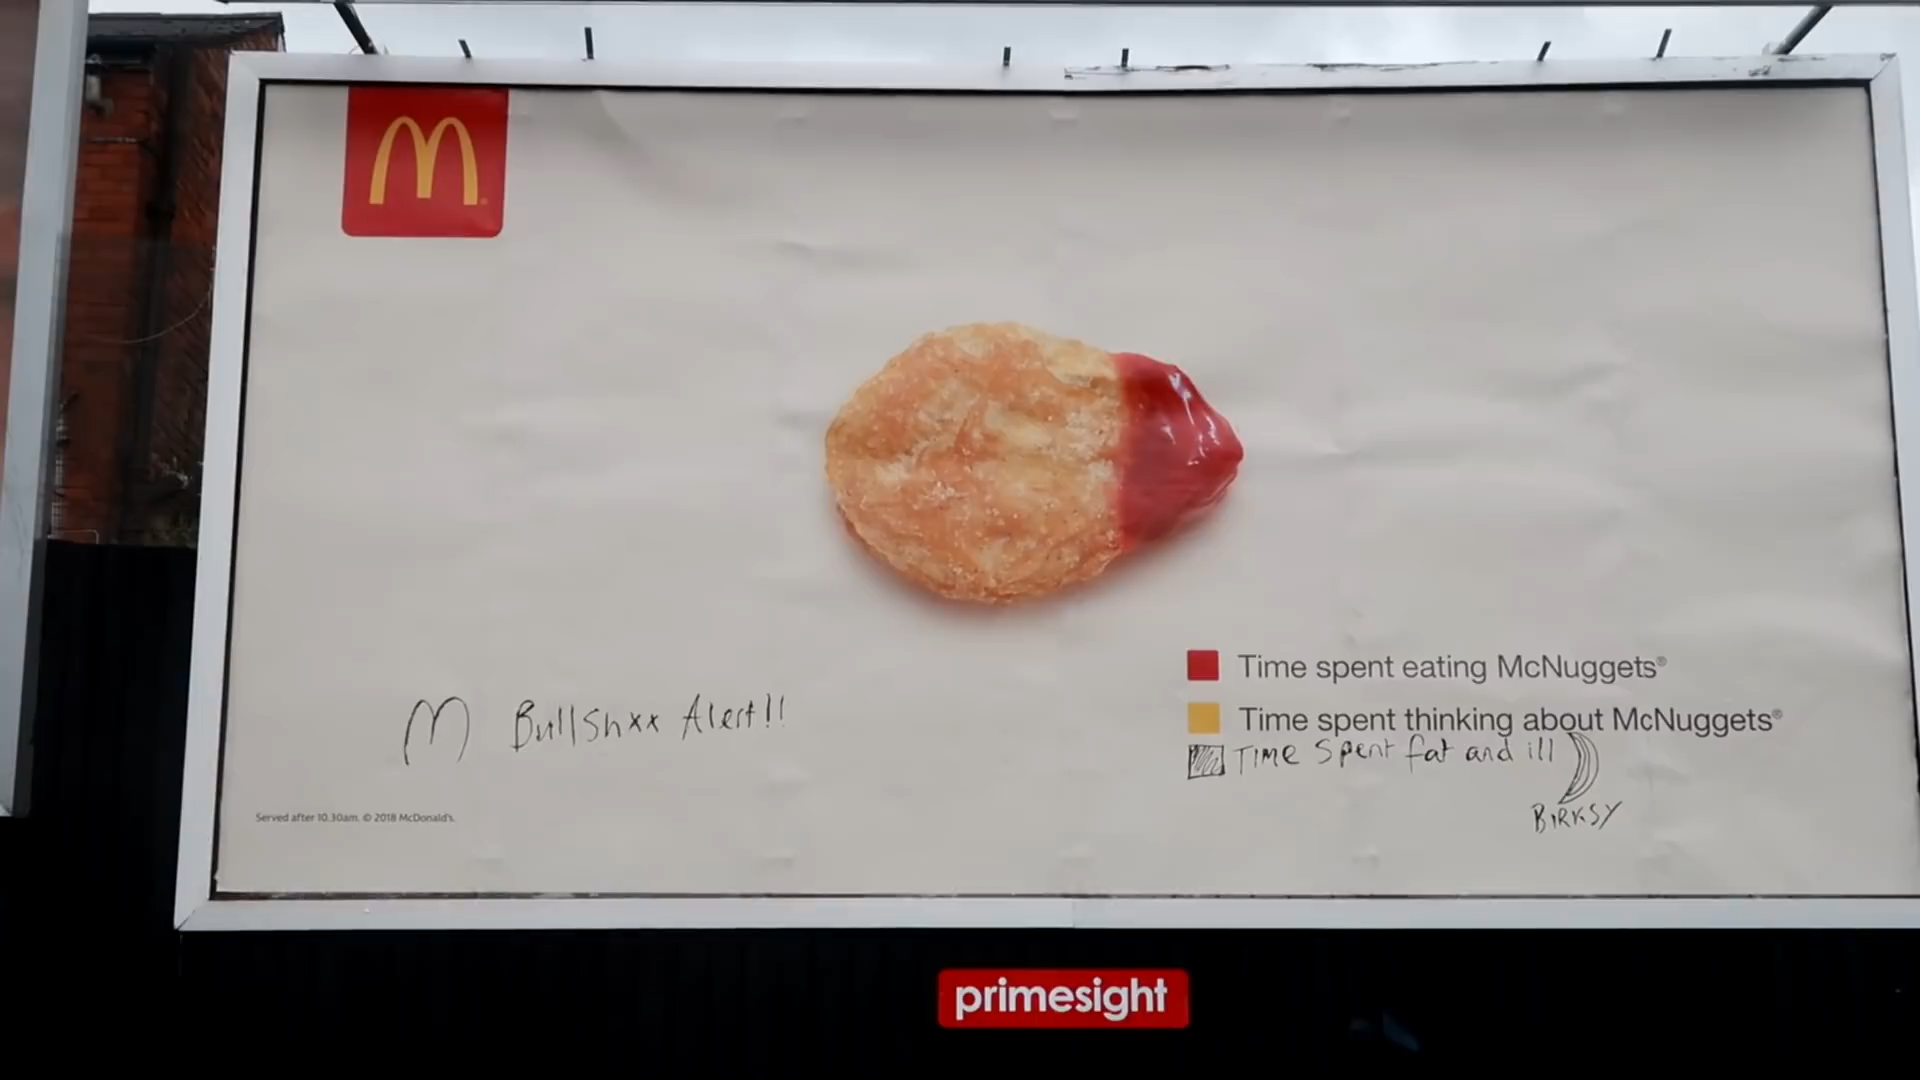 M
Time spent eating McNuggets®
Time spent thinking about McNuggets®
TIME Spent fat and ill
BIRKSY
M BullShxx Alert!!
Served after 10.30am. © 2018 McDonald's.
primesight